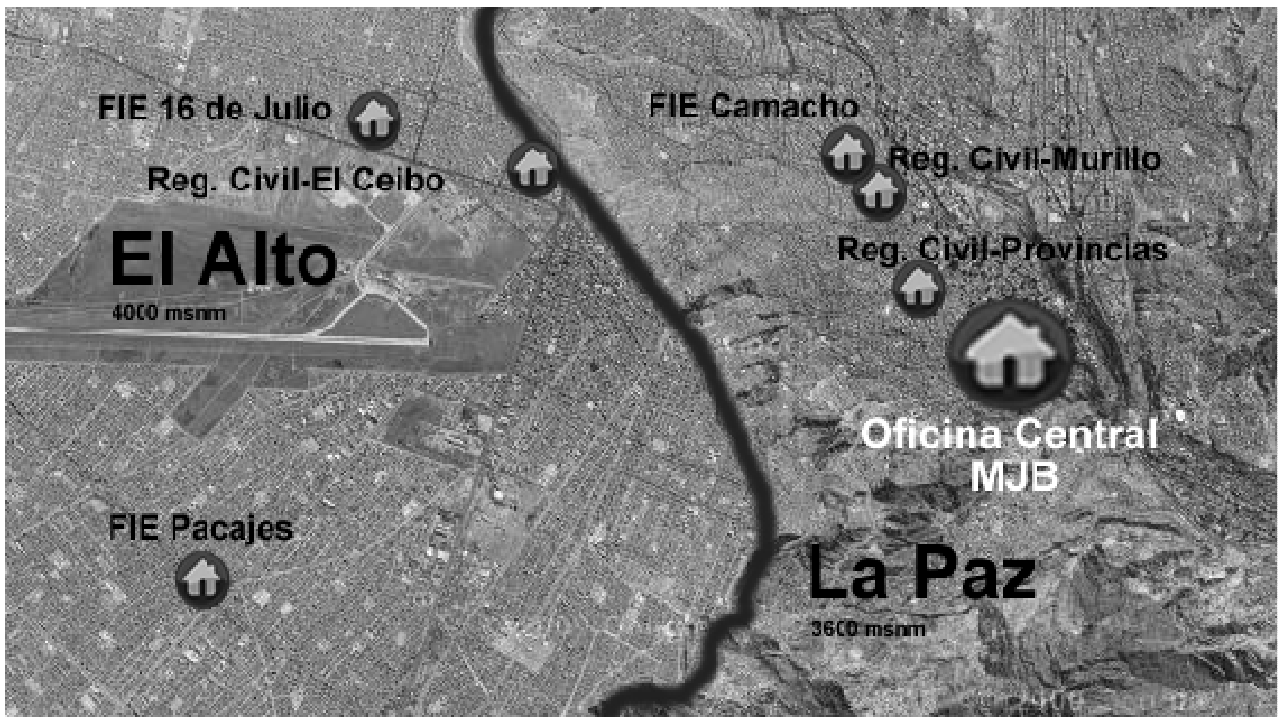 FIE 16 de Julio
FIE Camacho
Reg. Civil-Murillo
Reg. Civil-El Ceibo
El Alto
4000 msnm
Reg. Civil-Provincias
Oficina Central
MJB
FIE Pacajes
La Paz
3600 msnm